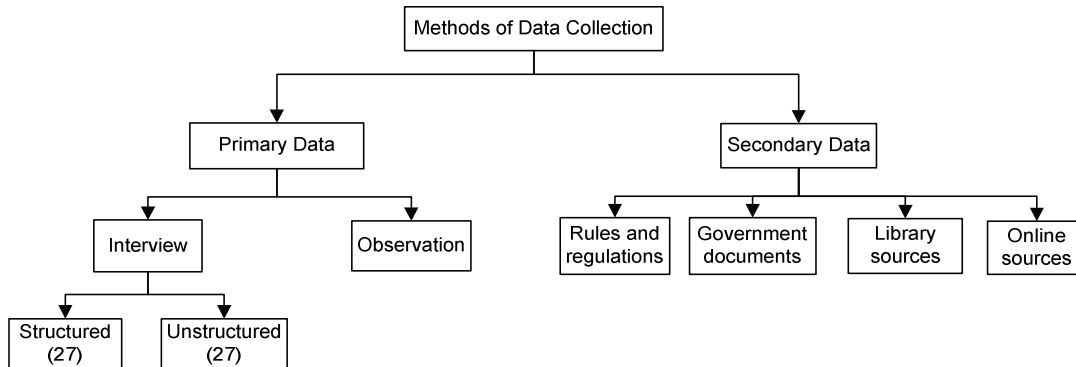 Methods of Data Collection
Primary Data
Secondary Data
Interview
Observation
Rules and
regulations
Government
documents
Library
sources
Online
sources
Structured
(27)
Unstructured
(27)